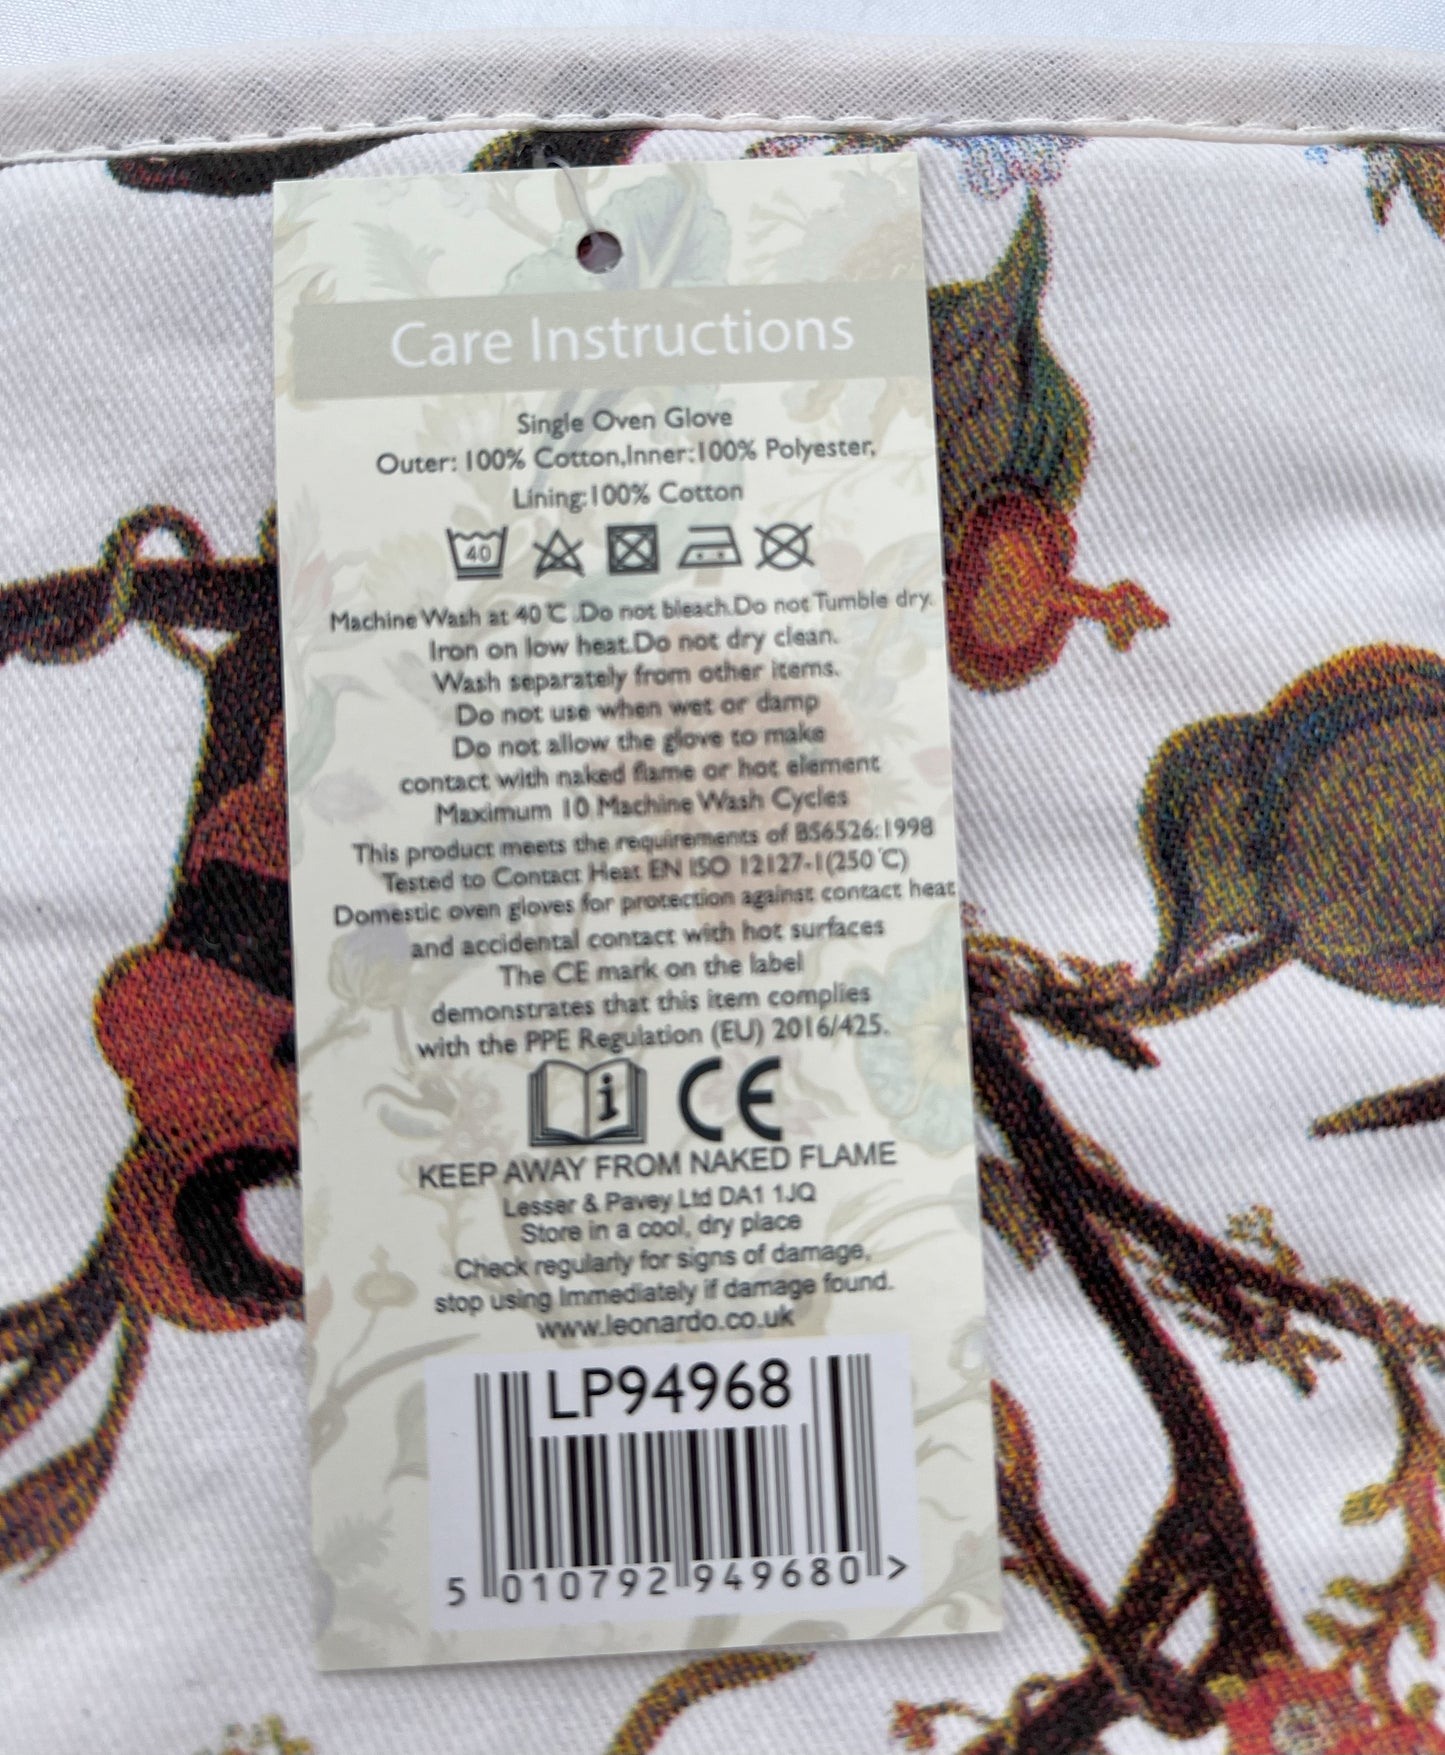 Care Instructions
Single Oven Glove
Outer: 100% Cotton,Inner:100% Polyester,
Lining:100% Cotton
40
Machine Wash at 40°C .Do not bleach.Do not Tumble dry.
Iron on low heat.Do not dry clean.
Wash separately from other items.
Do not use when wet or damp
Do not allow the glove to make
contact with naked flame or hot element
Maximum 10 Machine Wash Cycles
This product meets the requirements of BS6526:1998
Tested to Contact Heat EN ISO 12127-1(250°C)
Domestic oven gloves for protection against contact heat
and accidental contact with hot surfaces
The CE mark on the label
demonstrates that this item complies
with the PPE Regulation (EU) 2016/425.
i CE
KEEP AWAY FROM NAKED FLAME
Lesser & Pavey Ltd DA1 1JQ
Store in a cool, dry place
Check regularly for signs of damage,
stop using Immediately if damage found.
www.leonardo.co.uk
LP94968
5 010792 949680 >